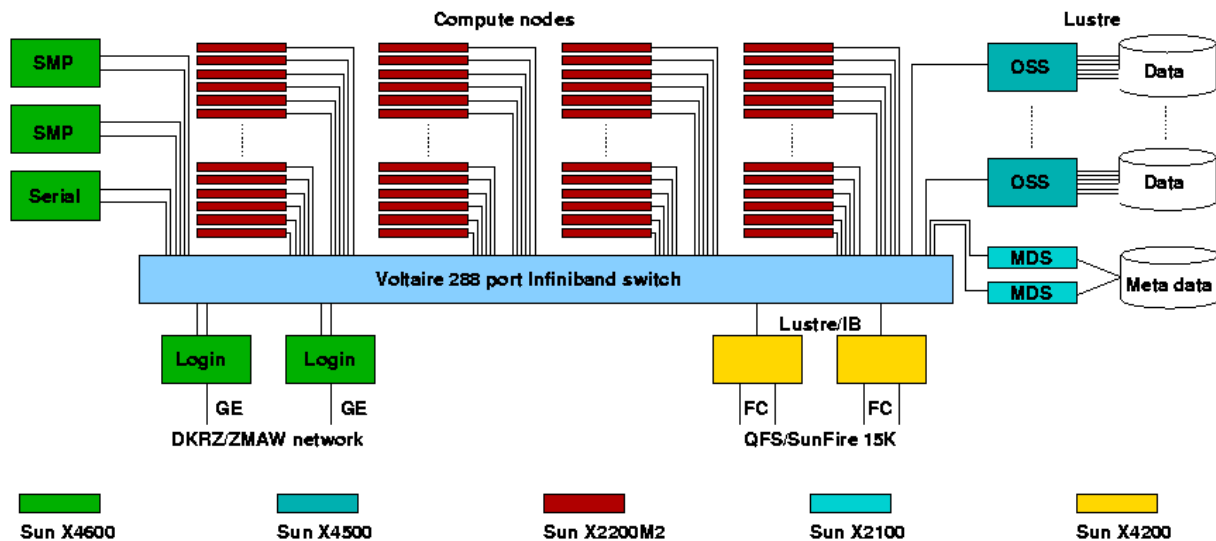 Compute nodes
Lustre
SMP
OSS
Data
SMP
Serial
OSS
Data
MDS
MDS
Meta data
Voltaire 288 port Infiniband switch
Lustre/IB
Login
Login
GE
GE
FC
FC
DKRZ/ZMAW network
QFS/SunFire 15K
Sun X4600
Sun X4500
Sun X2200M2
Sun X2100
Sun X4200